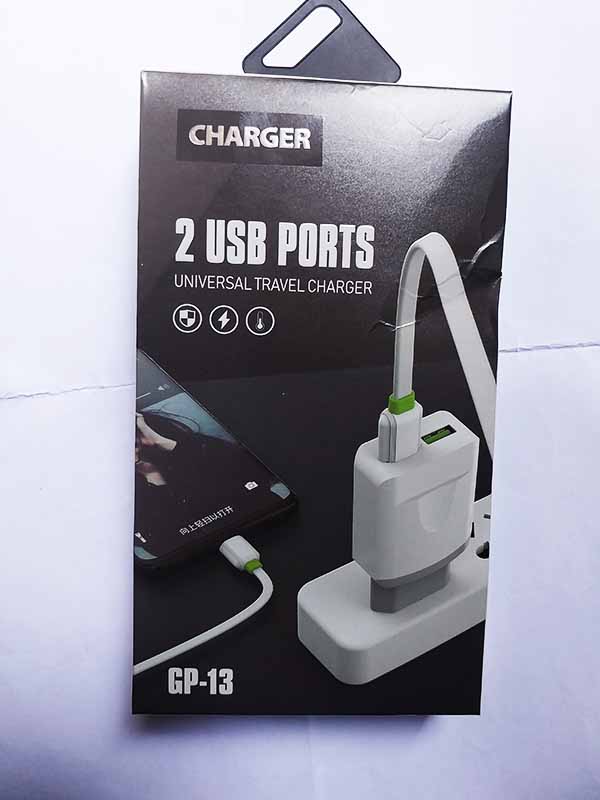 CHARGER
2 USB PORTS
UNIVERSAL TRAVEL CHARGER
向上轻扫以打开
GP-13